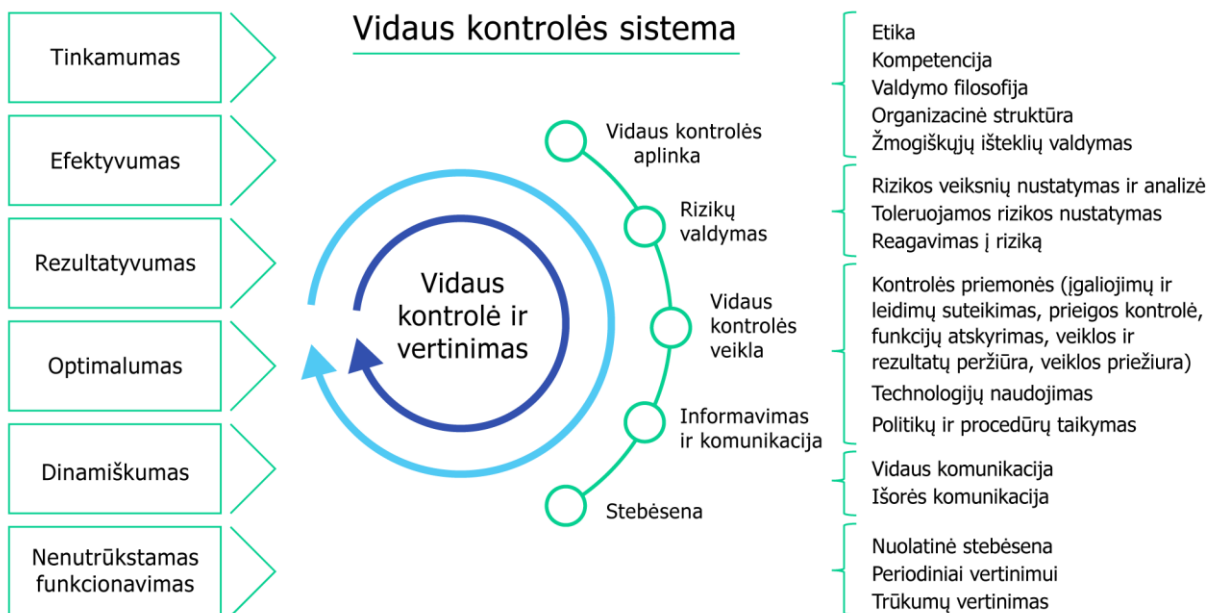 Vidaus kontrolės sistema
Tinkamumas
Efektyvumas
Rezultatyvumas
Optimalumas
Dinamiškumas
Nenutrūkstamas
funkcionavimas
Vidaus
kontrolė ir
vertinimas
Vidaus kontrolės
aplinka
Rizikų
valdymas
Vidaus
kontrolės
veikla
Informavimas
ir komunikacija
Stebėsena
Etika
Kompetencija
Valdymo filosofija
Organizacinė struktūra
Žmogiškųjų išteklių valdymas
Rizikos veiksnių nustatymas ir analizė
Toleruojamos rizikos nustatymas
Reagavimas į riziką
Kontrolės priemonės (įgaliojimų ir
leidimų suteikimas, prieigos kontrolė,
funkcijų atskyrimas, veiklos ir
rezultatų peržiūra, veiklos priežiura)
Technologijų naudojimas
Politikų ir procedūrų taikymas
Vidaus komunikacija
Išorės komunikacija
Nuolatinė stebėsena
Periodiniai vertinimui
Trūkumų vertinimas